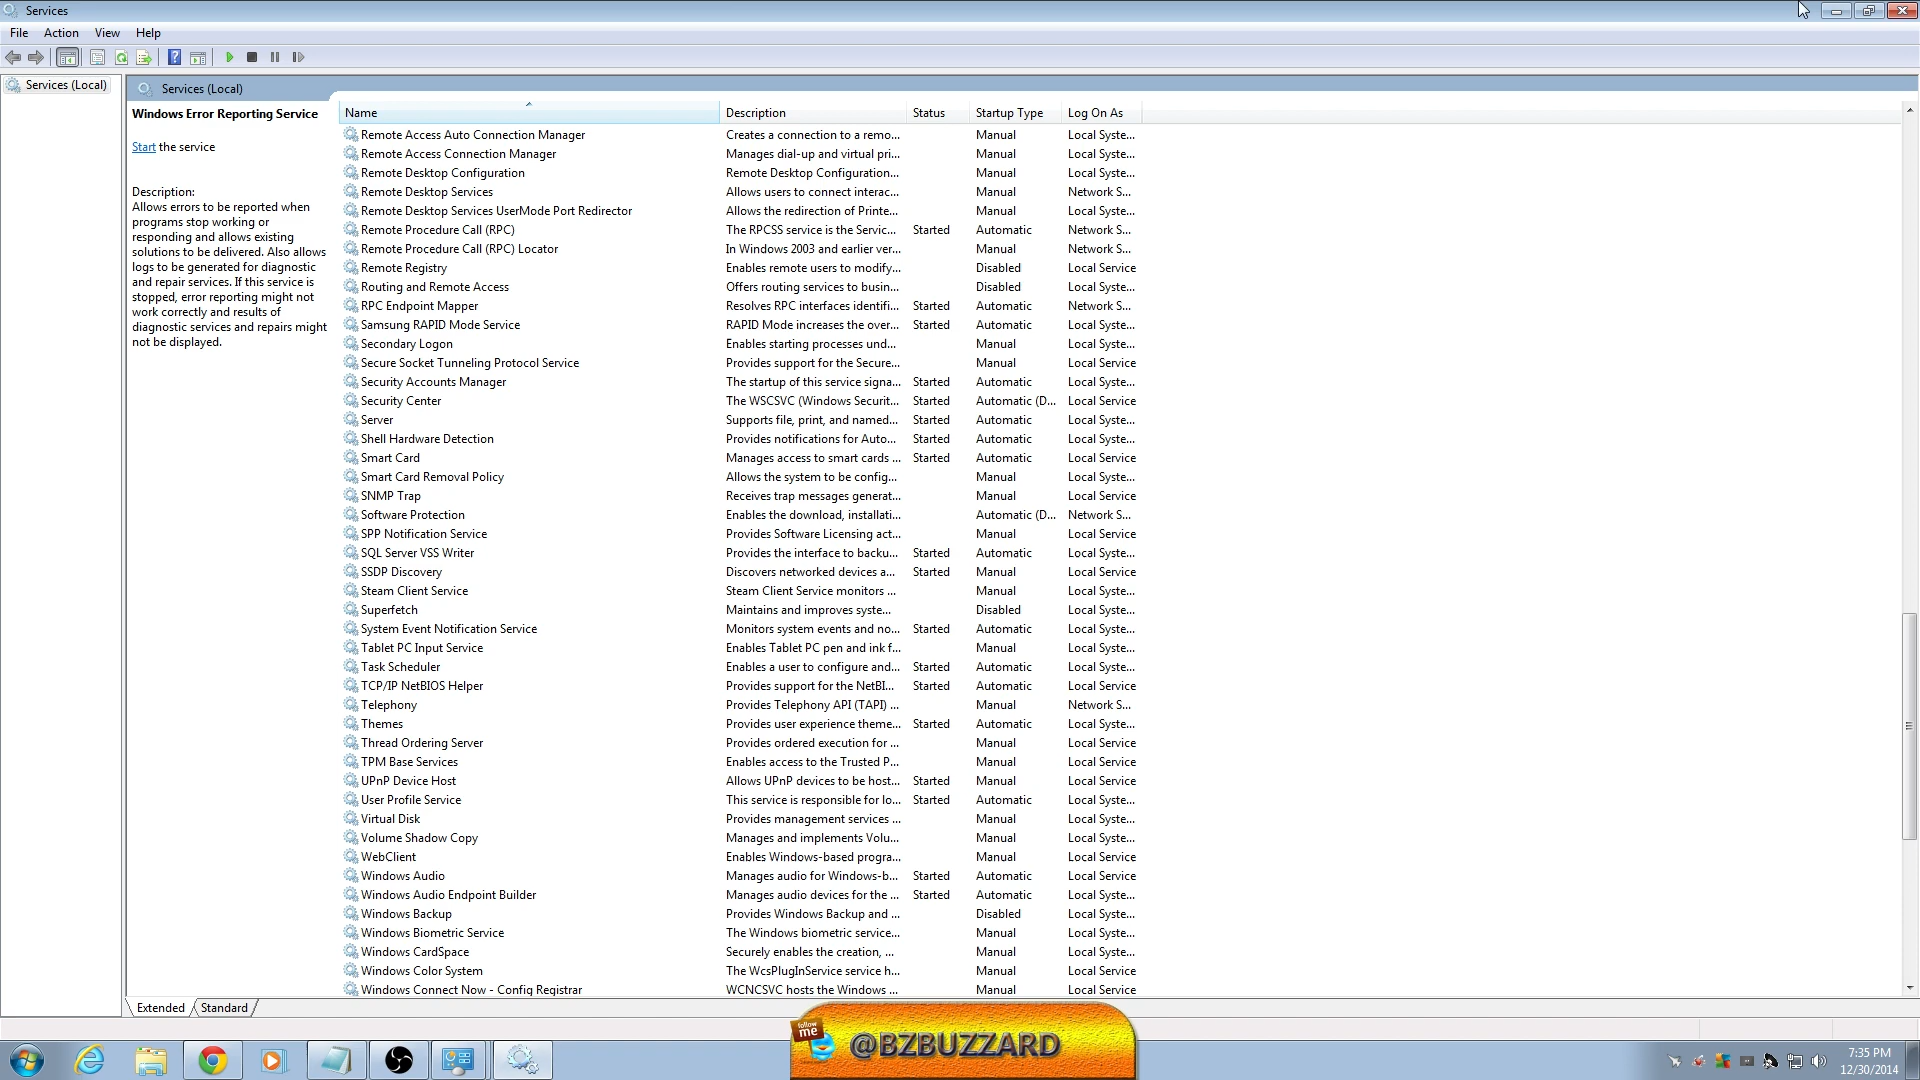 Services
File Action View Help
Services (Local)
Services (Local)
Windows Error Reporting Service
Start the service
Description:
Allows errors to be reported when
programs stop working or
responding and allows existing
solutions to be delivered. Also allows
logs to be generated for diagnostic
and repair services. If this service is
stopped, error reporting might not
work correctly and results of
diagnostic services and repairs might
not be displayed.
Name Description Status Startup Type Log On As
Remote Access Auto Connection Manager Creates a connection to a remo... Manual Local Syste...
Remote Access Connection Manager Manages dial-up and virtual pri... Manual Local Syste...
Remote Desktop Configuration Remote Desktop Configuration... Manual Local Syste...
Remote Desktop Services Allows users to connect interac... Manual Network S...
Remote Desktop Services UserMode Port Redirector Allows the redirection of Printe... Manual Local Syste...
Remote Procedure Call (RPC) The RPCSS service is the Servic... Started Automatic Network S...
Remote Procedure Call (RPC) Locator In Windows 2003 and earlier ver... Manual Network S...
Remote Registry Enables remote users to modify... Disabled Local Service
Routing and Remote Access Offers routing services to busin... Disabled Local Syste...
RPC Endpoint Mapper Resolves RPC interfaces identifi... Started Automatic Network S...
Samsung RAPID Mode Service RAPID Mode increases the over... Started Automatic Local Syste...
Secondary Logon Enables starting processes und... Manual Local Syste...
Secure Socket Tunneling Protocol Service Provides support for the Secure... Manual Local Service
Security Accounts Manager The startup of this service signa... Started Automatic Local Syste...
Security Center The WSCSVC (Windows Securit... Started Automatic (D... Local Service
Server Supports file, print, and named... Started Automatic Local Syste...
Shell Hardware Detection Provides notifications for Auto... Started Automatic Local Syste...
Smart Card Manages access to smart cards ... Started Automatic Local Syste...
Smart Card Removal Policy Allows the system to be config... Manual Local Syste...
SNMP Trap Receives trap messages generat... Manual Local Service
Software Protection Enables the download, installati... Automatic (D... Network S...
SPP Notification Service Provides Software Licensing act... Manual Local Service
SQL Server VSS Writer Provides the interface to backu... Started Automatic Local Syste...
SSDP Discovery Discovers networked devices a... Started Manual Local Service
Steam Client Service Steam Client Service monitors ... Manual Local Syste...
Superfetch Maintains and improves syste... Disabled Local Syste...
System Event Notification Service Monitors system events and no... Started Automatic Local Syste...
Tablet PC Input Service Enables Tablet PC pen and ink f... Manual Local Syste...
Task Scheduler Enables a user to configure and... Started Automatic Local Syste...
TCP/IP NetBIOS Helper Provides support for the NetBI... Started Automatic Local Service
Telephony Provides Telephony API (TAPI) ... Manual Network S...
Themes Provides user experience theme... Started Automatic Local Syste...
Thread Ordering Server Provides ordered execution for ... Manual Local Service
TPM Base Services Enables access to the Trusted P... Manual Local Service
UPnP Device Host Allows UPnP devices to be host... Started Manual Local Service
User Profile Service This service is responsible for lo... Started Automatic Local Syste...
Virtual Disk Provides management services ... Manual Local Syste...
Volume Shadow Copy Manages and implements Volu... Manual Local Syste...
WebClient Enables Windows-based progra... Manual Local Service
Windows Audio Manages audio for Windows-b... Started Automatic Local Service
Windows Audio Endpoint Builder Manages audio devices for the ... Started Automatic Local Syste...
Windows Backup Provides Windows Backup and ... Disabled Local Syste...
Windows Biometric Service The Windows biometric service... Manual Local Syste...
Windows CardSpace Securely enables the creation, ... Manual Local Syste...
Windows Color System The WcsPlugInService service h... Manual Local Service
Windows Connect Now - Config Registrar WCNCSVC hosts the Windows ... Manual Local Service
Extended Standard
follow
me
@BZBUZZARD
7:35 PM
12/30/2014